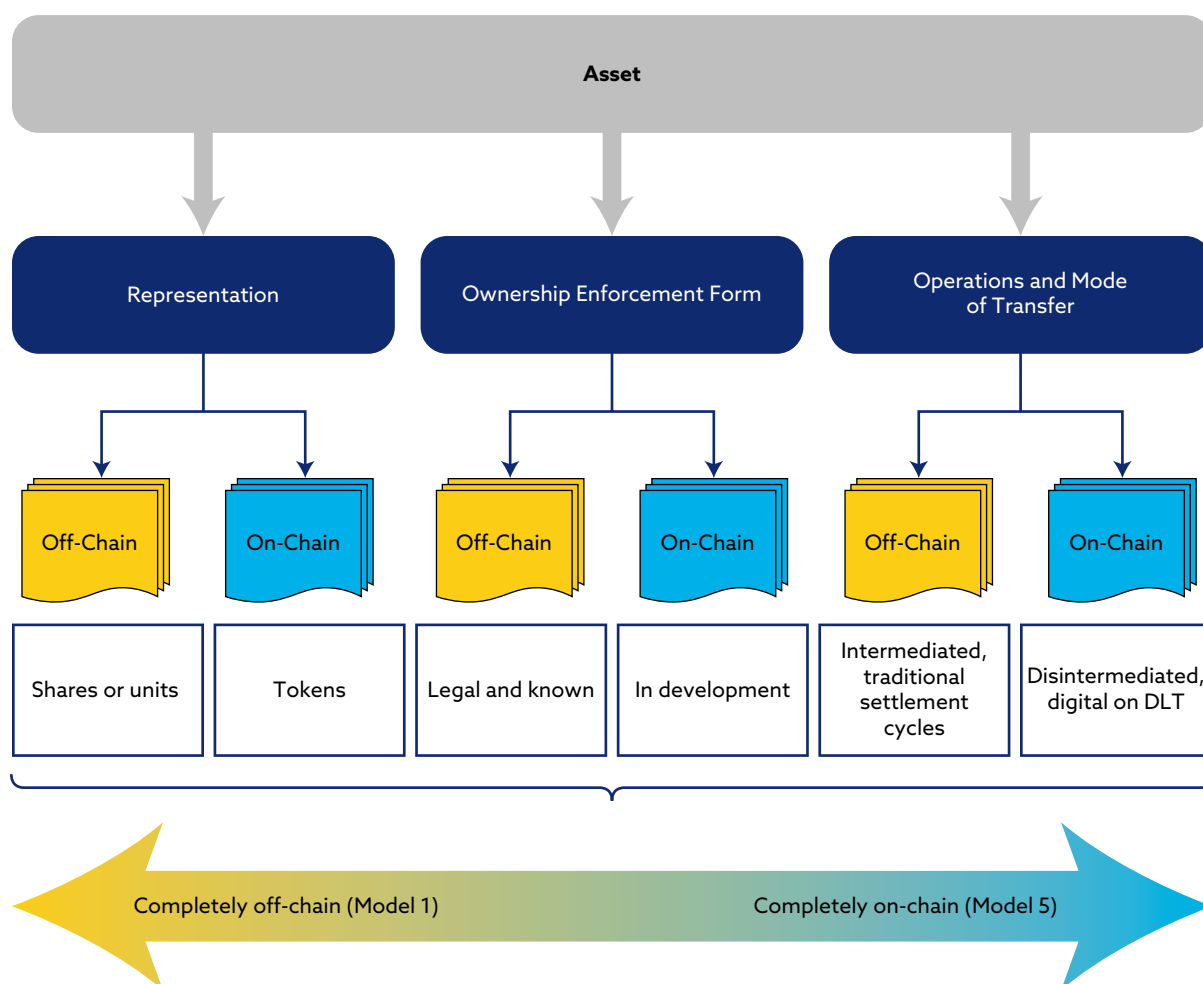 Asset
Representation
Ownership Enforcement Form
Operations and Mode
of Transfer
Off-Chain
On-Chain
Off-Chain
On-Chain
Off-Chain
On-Chain
Shares or units
Tokens
Legal and known
In development
Intermediated,
traditional
settlement
cycles
Disintermediated,
digital on DLT
Completely off-chain (Model 1)
Completely on-chain (Model 5)